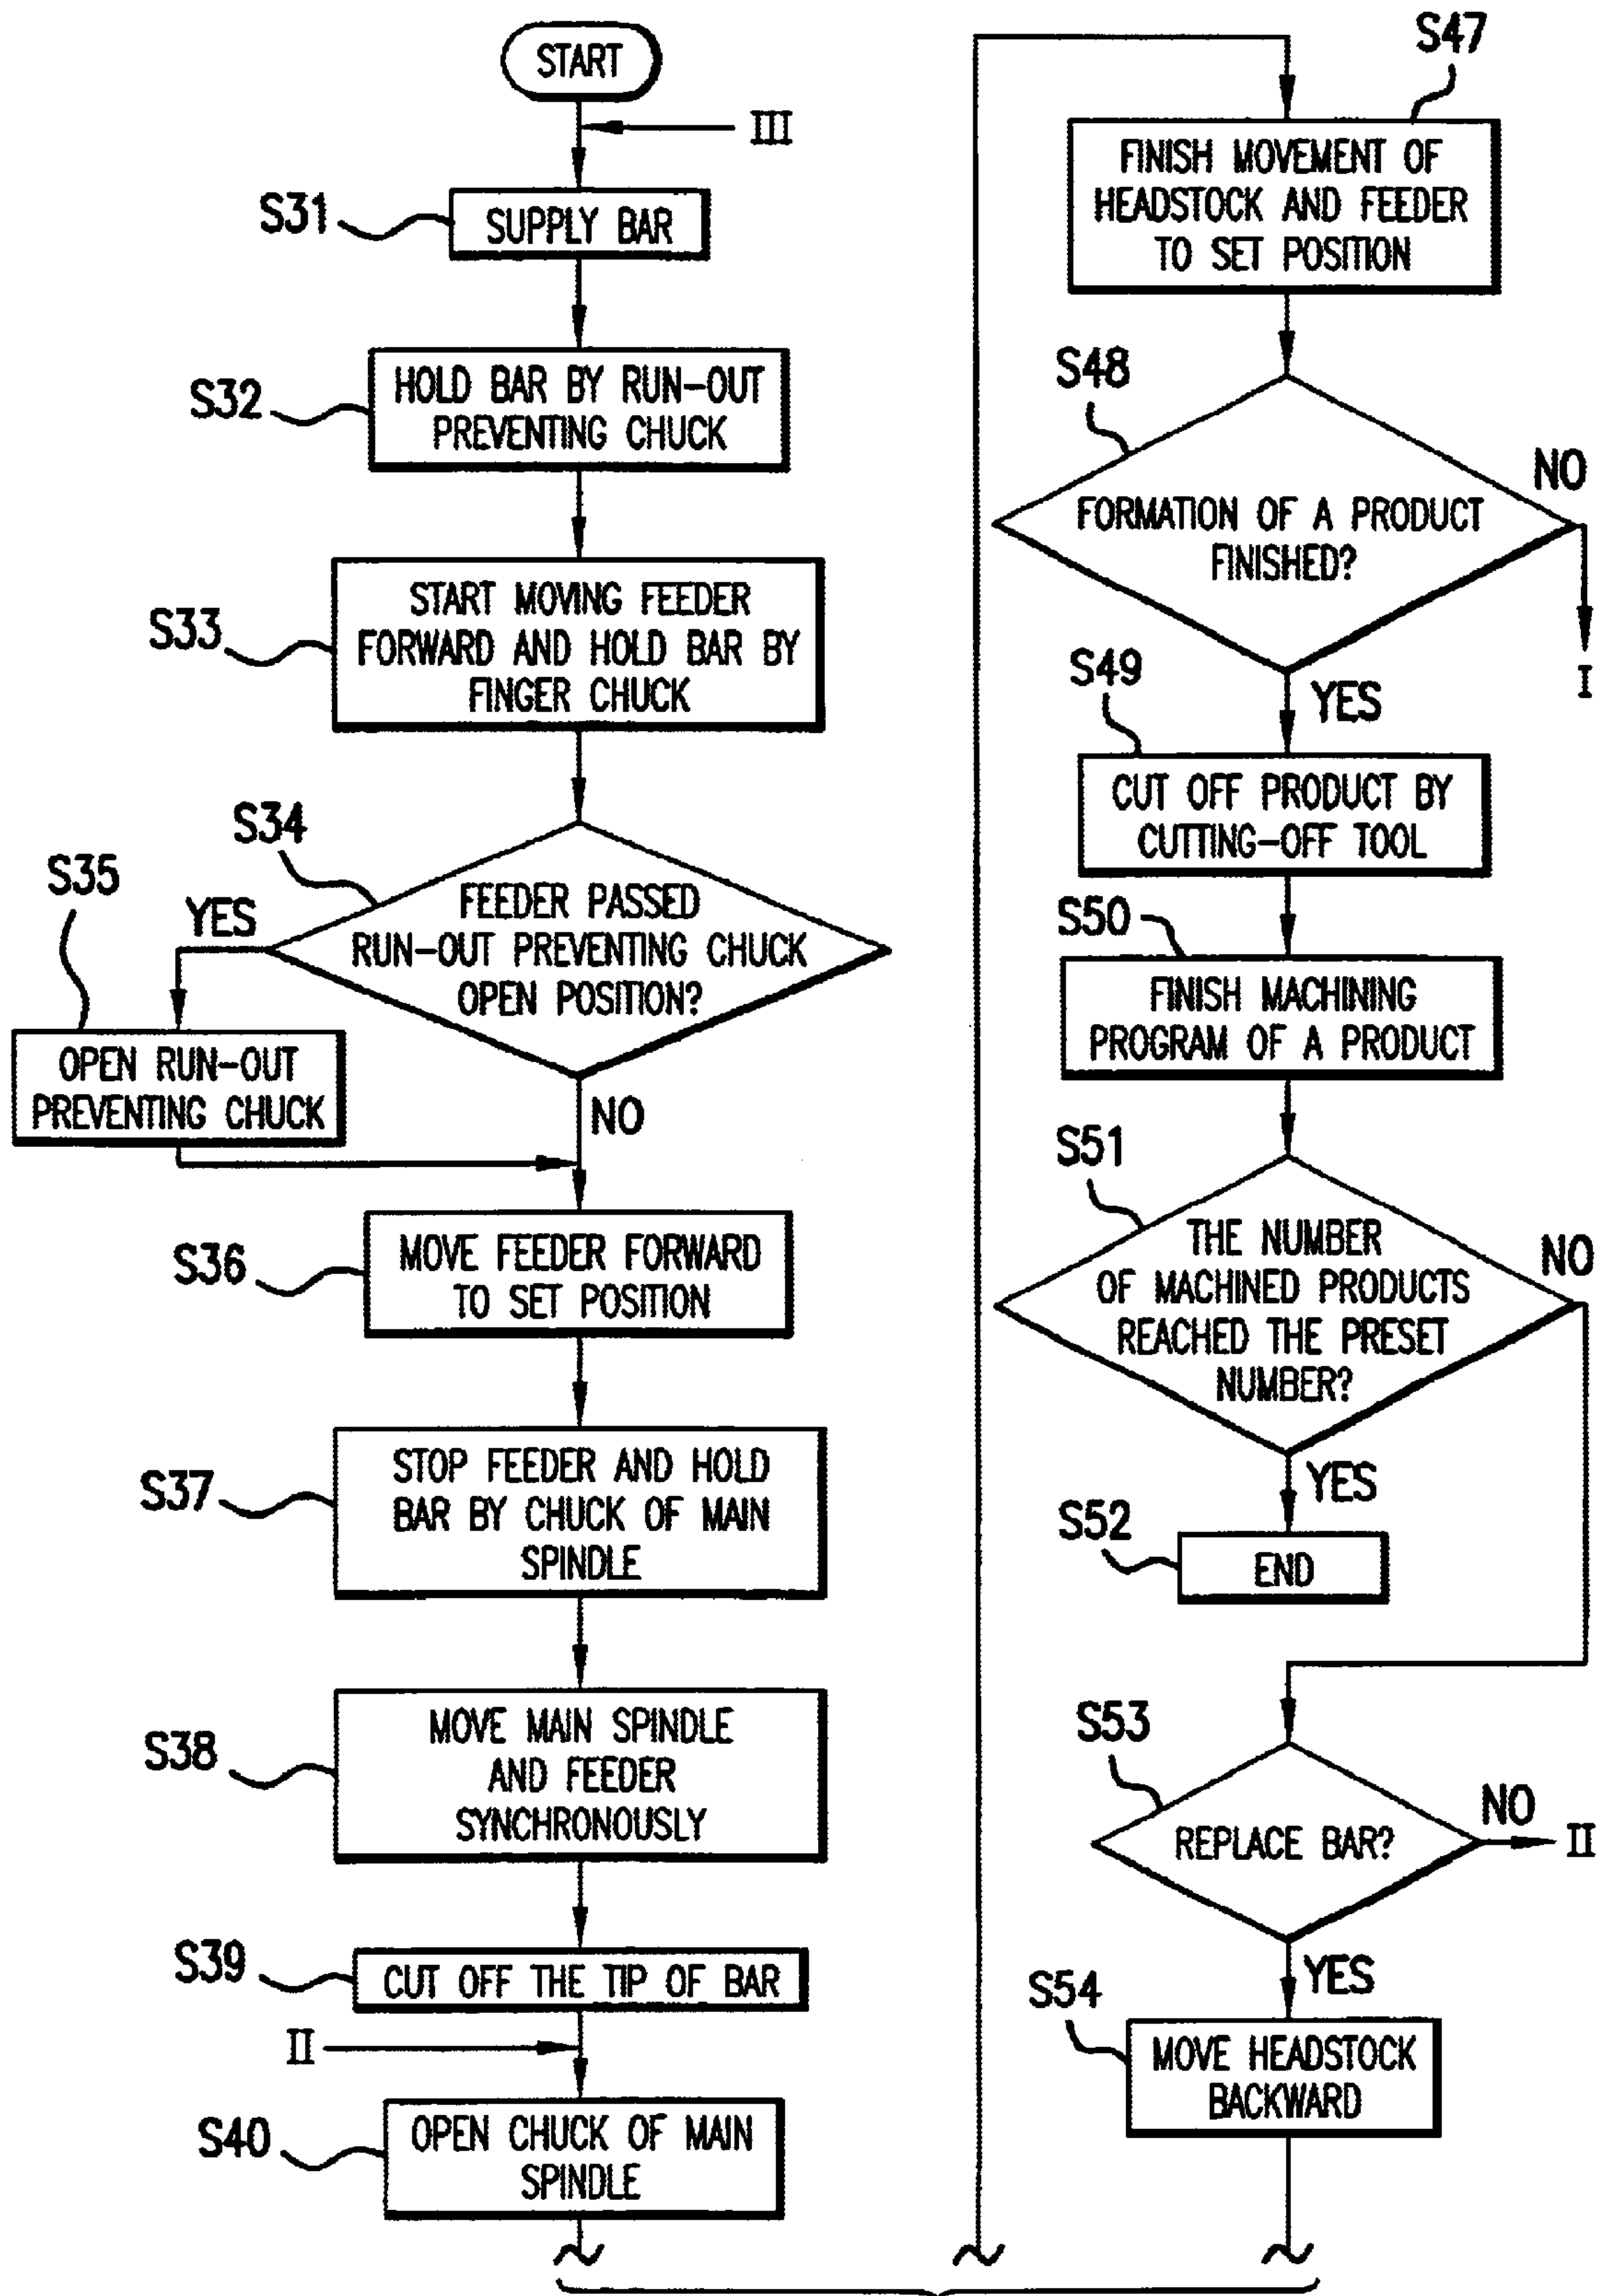 START
III
S31
SUPPLY BAR
S32
HOLD BAR BY RUN-OUT
PREVENTING CHUCK
S33
START MOVING FEEDER
FORWARD AND HOLD BAR BY
FINGER CHUCK
S34
FEEDER PASSED
RUN-OUT PREVENTING CHUCK
OPEN POSITION?
YES
S35
OPEN RUN-OUT
PREVENTING CHUCK
NO
S36
MOVE FEEDER FORWARD
TO SET POSITION
S37
STOP FEEDER AND HOLD
BAR BY CHUCK OF MAIN
SPINDLE
S38
MOVE MAIN SPINDLE
AND FEEDER
SYNCHRONOUSLY
S39
CUT OFF THE TIP OF BAR
II
S40
OPEN CHUCK OF MAIN
SPINDLE
S47
FINISH MOVEMENT OF
HEADSTOCK AND FEEDER
TO SET POSITION
S48
FORMATION OF A PRODUCT
FINISHED?
NO
I
YES
S49
CUT OFF PRODUCT BY
CUTTING-OFF TOOL
S50
FINISH MACHINING
PROGRAM OF A PRODUCT
S51
THE NUMBER
OF MACHINED PRODUCTS
REACHED THE PRESET
NUMBER?
NO
YES
S52
END
S53
REPLACE BAR?
NO
II
YES
S54
MOVE HEADSTOCK
BACKWARD